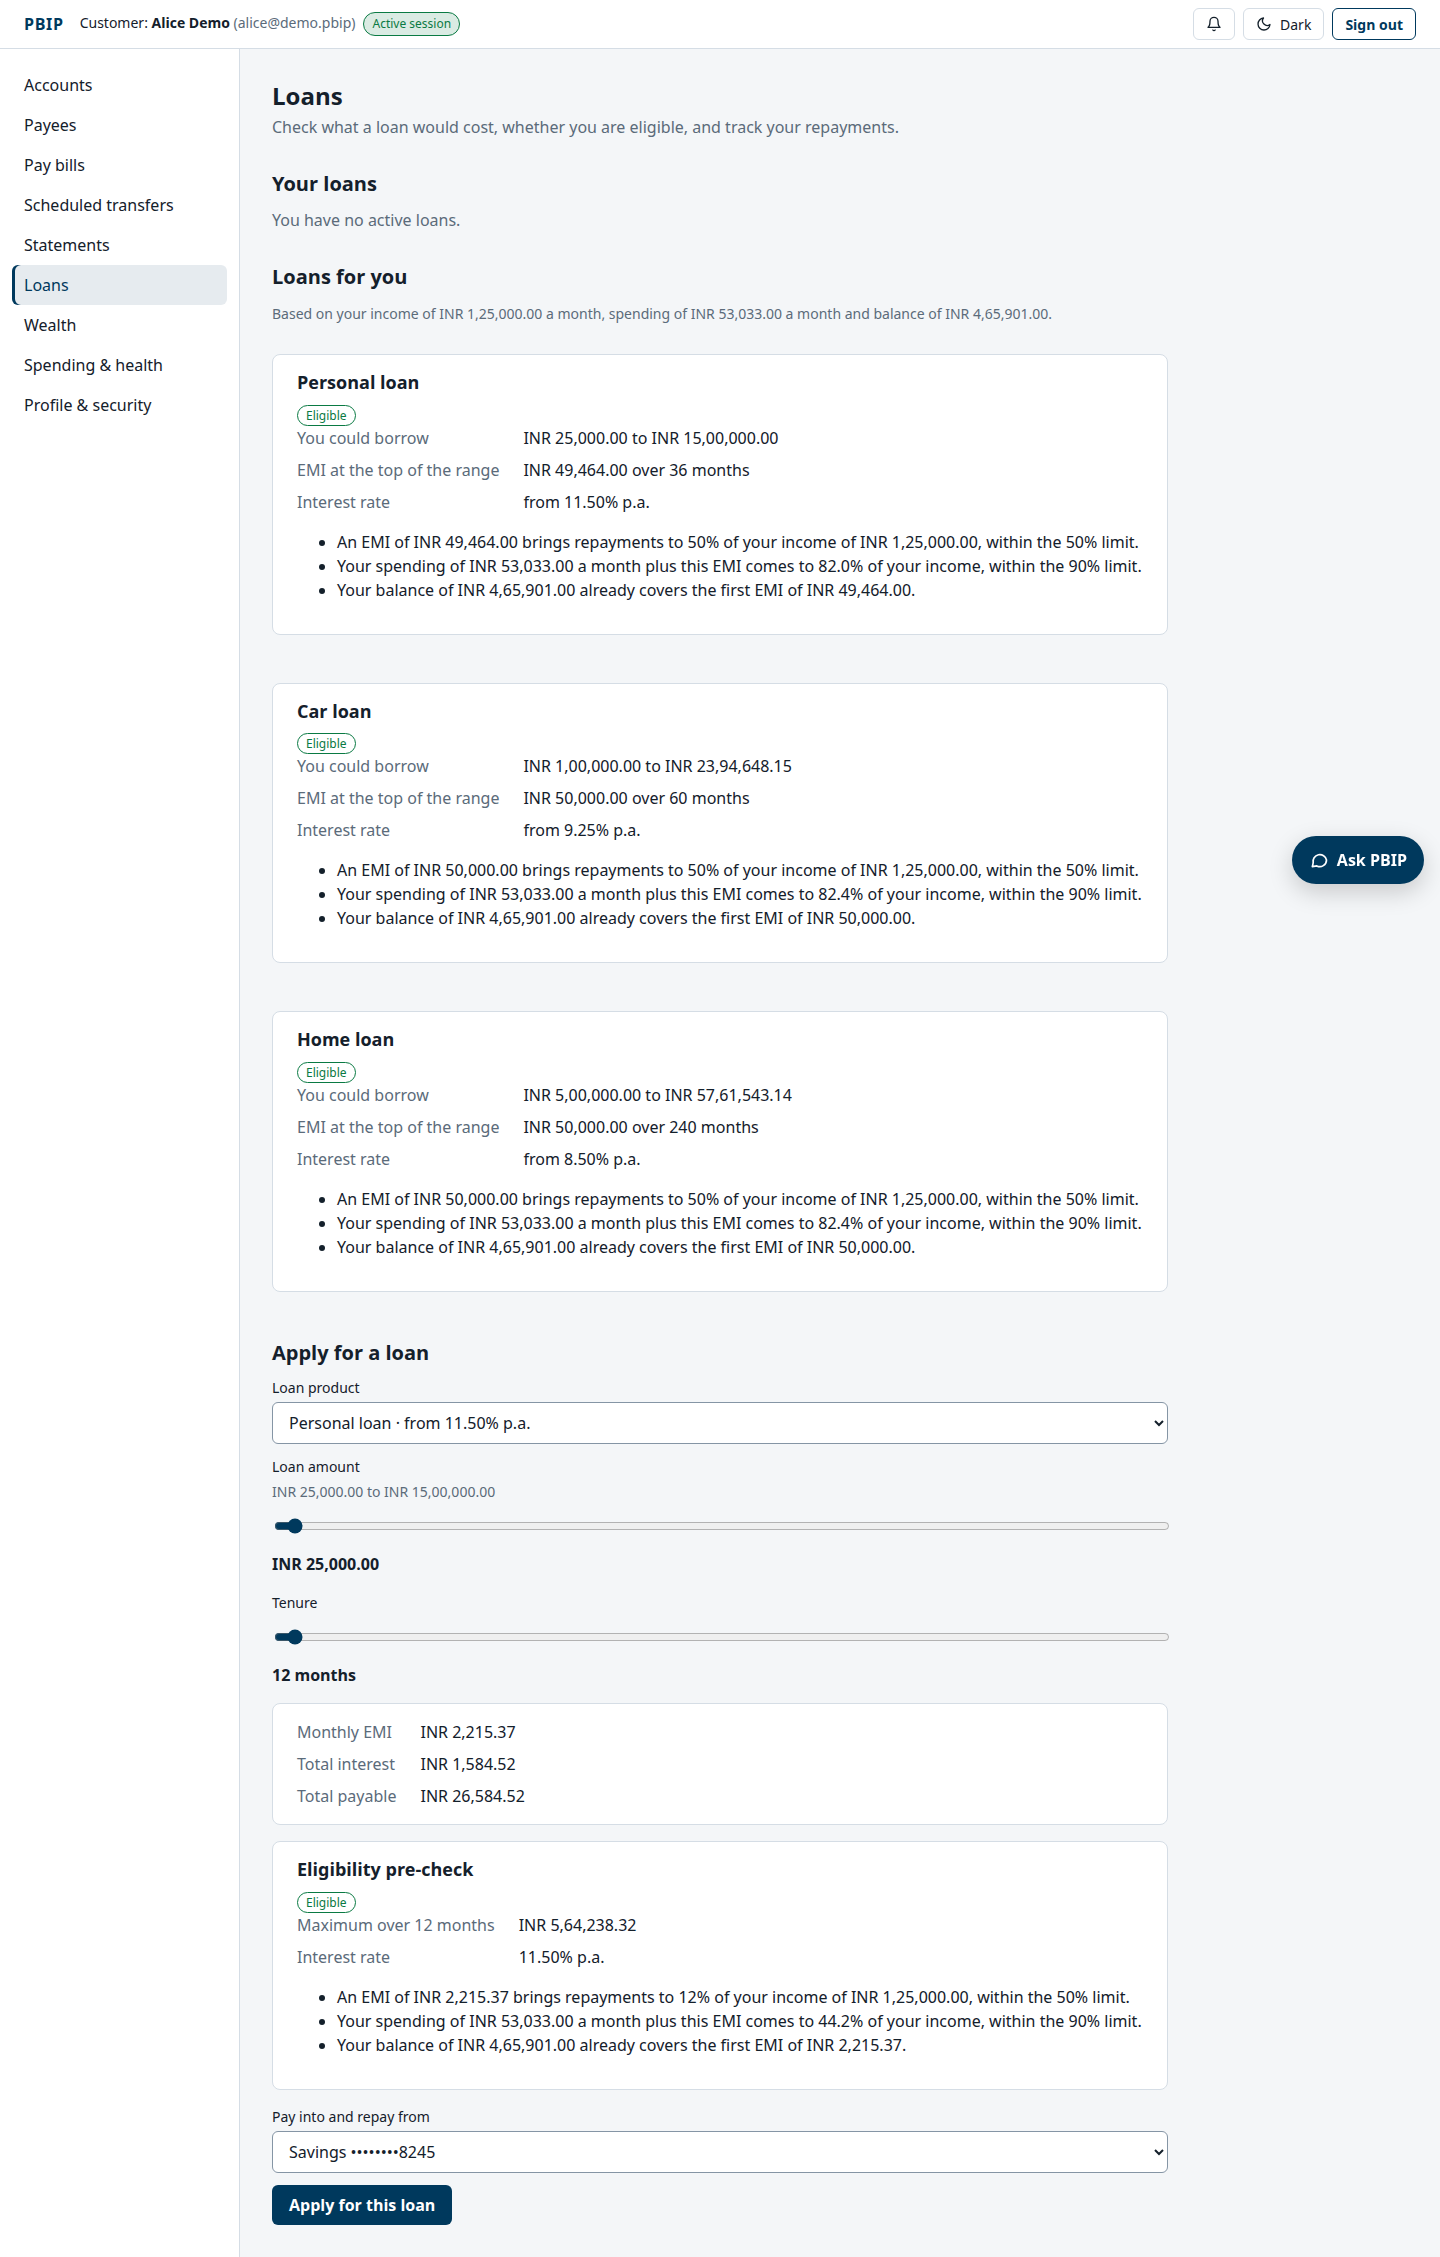 PBIP Customer: Alice Demo (alice@demo.pbip) Active session Dark Sign out
Accounts
Payees
Pay bills
Scheduled transfers
Statements
Loans
Wealth
Spending & health
Profile & security
Loans
Check what a loan would cost, whether you are eligible, and track your repayments.
Your loans
You have no active loans.
Loans for you
Based on your income of INR 1,25,000.00 a month, spending of INR 53,033.00 a month and balance of INR 4,65,901.00.
Personal loan
Eligible
You could borrow INR 25,000.00 to INR 15,00,000.00
EMI at the top of the range INR 49,464.00 over 36 months
Interest rate from 11.50% p.a.
• An EMI of INR 49,464.00 brings repayments to 50% of your income of INR 1,25,000.00, within the 50% limit.
• Your spending of INR 53,033.00 a month plus this EMI comes to 82.0% of your income, within the 90% limit.
• Your balance of INR 4,65,901.00 already covers the first EMI of INR 49,464.00.
Car loan
Eligible
You could borrow INR 1,00,000.00 to INR 23,94,648.15
EMI at the top of the range INR 50,000.00 over 60 months
Interest rate from 9.25% p.a.
• An EMI of INR 50,000.00 brings repayments to 50% of your income of INR 1,25,000.00, within the 50% limit.
• Your spending of INR 53,033.00 a month plus this EMI comes to 82.4% of your income, within the 90% limit.
• Your balance of INR 4,65,901.00 already covers the first EMI of INR 50,000.00.
Ask PBIP
Home loan
Eligible
You could borrow INR 5,00,000.00 to INR 57,61,543.14
EMI at the top of the range INR 50,000.00 over 240 months
Interest rate from 8.50% p.a.
• An EMI of INR 50,000.00 brings repayments to 50% of your income of INR 1,25,000.00, within the 50% limit.
• Your spending of INR 53,033.00 a month plus this EMI comes to 82.4% of your income, within the 90% limit.
• Your balance of INR 4,65,901.00 already covers the first EMI of INR 50,000.00.
Apply for a loan
Loan product
Personal loan · from 11.50% p.a.
Loan amount
INR 25,000.00 to INR 15,00,000.00
INR 25,000.00
Tenure
12 months
Monthly EMI INR 2,215.37
Total interest INR 1,584.52
Total payable INR 26,584.52
Eligibility pre-check
Eligible
Maximum over 12 months INR 5,64,238.32
Interest rate 11.50% p.a.
• An EMI of INR 2,215.37 brings repayments to 12% of your income of INR 1,25,000.00, within the 50% limit.
• Your spending of INR 53,033.00 a month plus this EMI comes to 44.2% of your income, within the 90% limit.
• Your balance of INR 4,65,901.00 already covers the first EMI of INR 2,215.37.
Pay into and repay from
Savings ••••••••8245
Apply for this loan